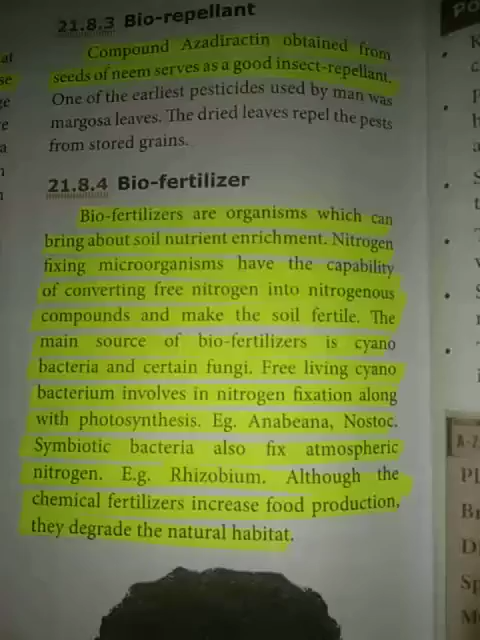 21.8.3 Bio-repellant
Compound Azadiractin obtained from
seeds of neem serves as a good insect-repellant.
One of the earliest pesticides used by man was
margosa leaves. The dried leaves repel the pests
from stored grains.
21.8.4 Bio-fertilizer
Bio-fertilizers are organisms which can
bring about soil nutrient enrichment. Nitrogen
fixing microorganisms have the capability
of converting free nitrogen into nitrogenous
compounds and make the soil fertile. The
main source of bio-fertilizers is cyano
bacteria and certain fungi. Free living cyano
bacterium involves in nitrogen fixation along
with photosynthesis. Eg. Anabeana, Nostoc.
Symbiotic bacteria also fix atmospheric
nitrogen. E.g. Rhizobium. Although the
chemical fertilizers increase food production,
they degrade the natural habitat.